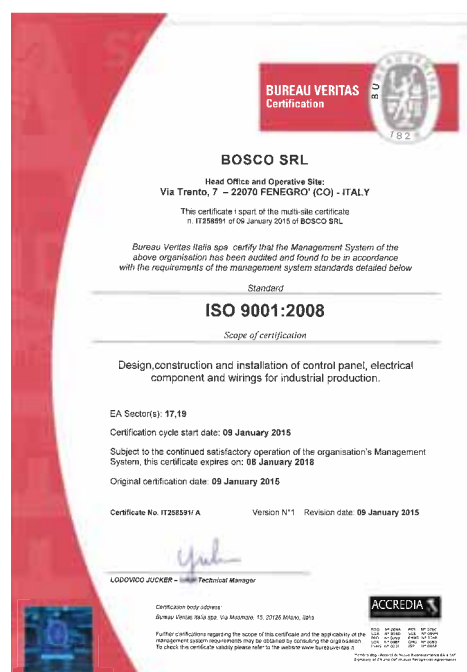 BUREAU VERITAS
Certification
BUREAU VERITAS
1828
BOSCO SRL
Head Office and Operative Site:
Via Trento, 7 – 22070 FENEGRO' (CO) - ITALY
This certificate i spart of the multi-site certificate
n. IT258591 of 09 January 2015 of BOSCO SRL
Bureau Veritas Italia spa certify that the Management System of the
above organisation has been audited and found to be in accordance
with the requirements of the management system standards detailed below
Standard
ISO 9001:2008
Scope of certification
Design,construction and installation of control panel, electrical
component and wirings for industrial production.
EA Sector(s): 17,19
Certification cycle start date: 09 January 2015
Subject to the continued satisfactory operation of the organisation's Management
System, this certificate expires on: 08 January 2018
Original certification date: 09 January 2015
Certificate No. IT258591/ A Version N°1 Revision date: 09 January 2015
LODOVICO JUCKER – Technical Manager
Certification body address:
Bureau Veritas Italia spa, Via Miramare, 15, 20126 Milano, Italia
Further clarifications regarding the scope of this certificate and the applicability of the
management system requirements may be obtained by consulting the organisation
To check this certificate validity please refer to the website www.bureauveritas.it
ACCREDIA